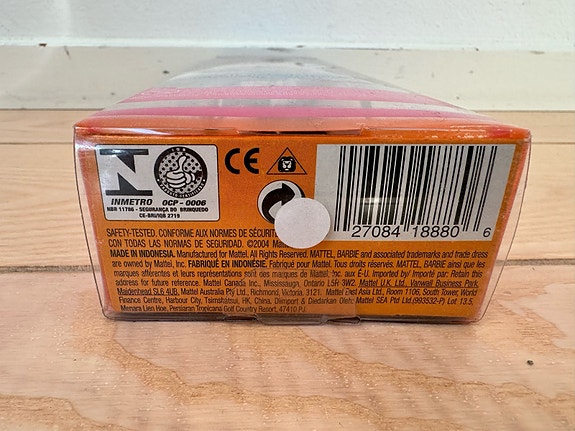 N
INMETRO OCP - 0006
NBR 11786 - SEGURANÇA DO BRINQUEDO
CE-BRI/IQB 2719
CE
27084 18880 6
SAFETY-TESTED. CONFORME AUX NORMES DE SÉCURITÉ
CON TODAS LAS NORMAS DE SEGURIDAD. ©2004
MADE IN INDONESIA. Manufactured for Mattel. All rights reserved. MATTEL, BARBIE and associated trademarks and trade dress
are owned by Mattel, Inc. FABRIQUÉ EN INDONÉSIE. Fabriqué pour Mattel. Tous droits réservés. MATTEL, BARBIE ainsi que les
marques afférentes et leurs représentations sont des marques de Mattel, Inc. aux É-U. Imported by/ Importé par: Retain this
address for future reference. Mattel Canada Inc., Mississauga, Ontario L5R 3W2. Mattel U.K. Ltd., Vanwall Business Park,
Maidenhead SL6 4UB. Mattel Australia Pty. Ltd., Richmond, Victoria. 3121. Mattel East Asia Ltd., Room 1106, South Tower, World
Finance Centre, Harbour City, Tsimshatsui, HK, China. Diimport & Diedarkan Oleh: Mattel SEA Ptd Ltd.(993532-P) Lot 13.5,
Menara Lien Hoe, Persiaran Tropicana Golf Country Resort, 47410 PJ.